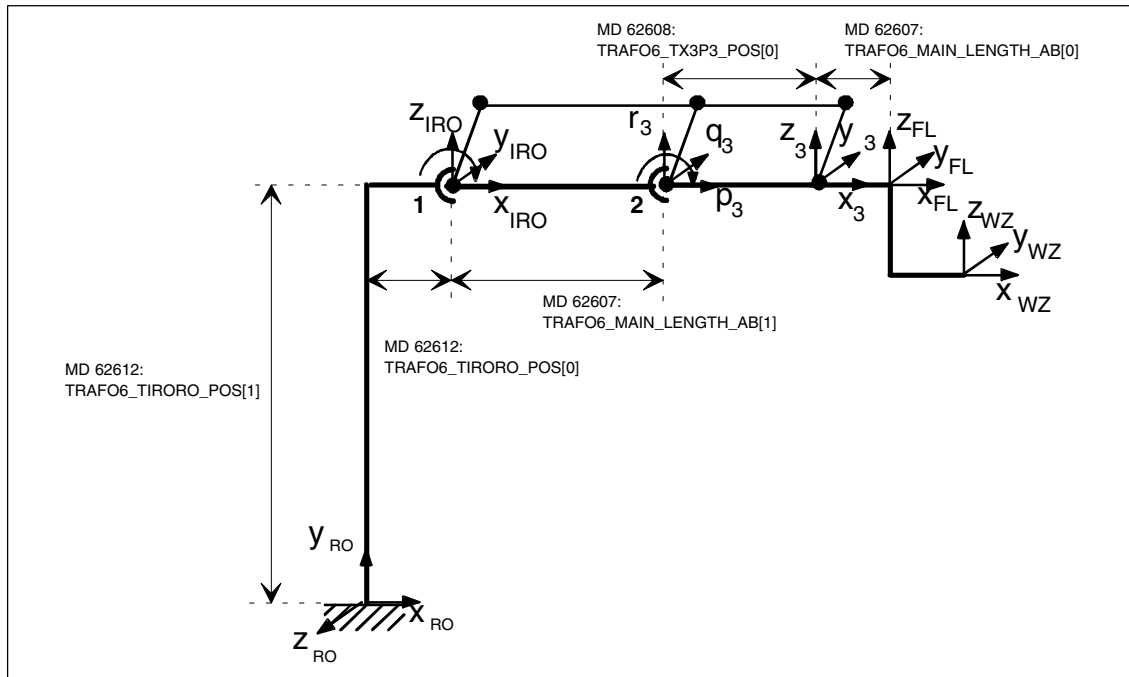 MD 62608:
TRAFO6_TX3P3_POS[0]
MD 62607:
TRAFO6_MAIN_LENGTH_AB[0]
z IRO
y IRO
x IRO
1
r 3
q 3
p 3
2
z 3
y 3
x 3
z FL
y FL
x FL
z WZ
y WZ
x WZ
MD 62607:
TRAFO6_MAIN_LENGTH_AB[1]
MD 62612:
TRAFO6_TIRORO_POS[0]
MD 62612:
TRAFO6_TIRORO_POS[1]
y RO
x RO
z RO